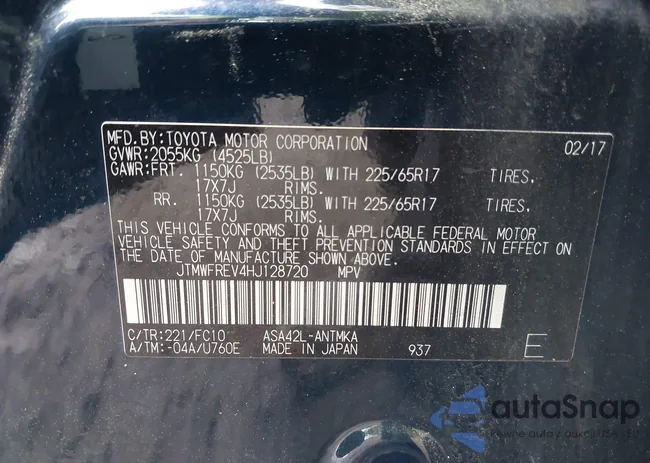 MFD.BY:TOYOTA MOTOR CORPORATION 02/17
GVWR:2055KG (4525LB)
GAWR:FRT. 1150KG (2535LB) WITH 225/65R17 TIRES.
17X7J RIMS.
RR. 1150KG (2535LB) WITH 225/65R17 TIRES.
17X7J RIMS.
THIS VEHICLE CONFORMS TO ALL APPLICABLE FEDERAL MOTOR
VEHICLE SAFETY AND THEFT PREVENTION STANDARDS IN EFFECT ON
THE DATE OF MANUFACTURE SHOWN ABOVE.
JTMWFREV4HJ128720 MPV
C/TR:221/FC10 ASA42L-ANTMKA
A/TM:-04A/U760E MADE IN JAPAN 937 E
autaSnap